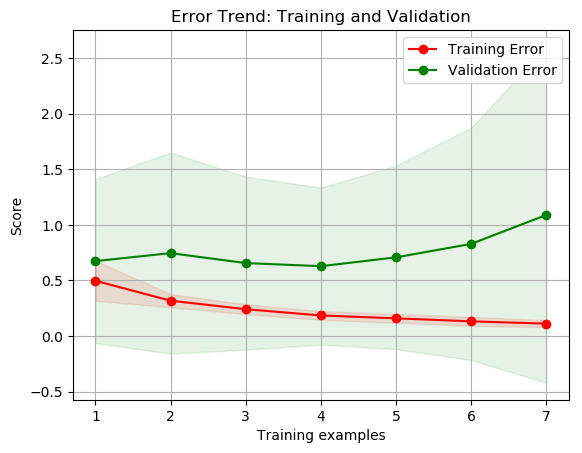 Error Trend: Training and Validation
Training Error
Validation Error
2.5
2.0
1.5
1.0
0.5
0.0
−0.5
Score
1 2 3 4 5 6 7
Training examples